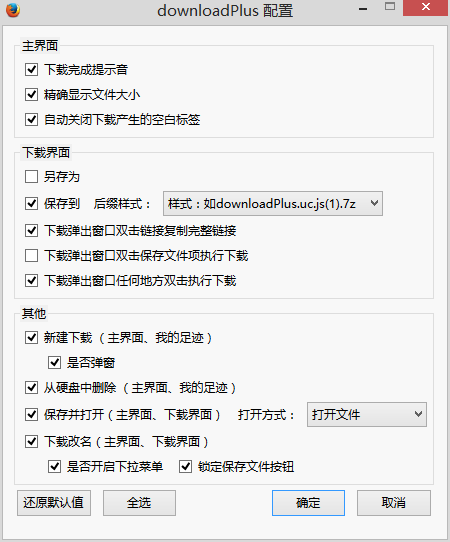 downloadPlus 配置
主界面
下载完成提示音
精确显示文件大小
自动关闭下载产生的空白标签
下载界面
另存为
保存到 后缀样式： 样式：如downloadPlus.uc.js(1).7z
下载弹出窗口双击链接复制完整链接
下载弹出窗口双击保存文件项执行下载
下载弹出窗口任何地方双击执行下载
其他
新建下载（主界面、我的足迹）
是否弹窗
从硬盘中删除（主界面、我的足迹）
保存并打开（主界面、下载界面） 打开方式： 打开文件
下载改名（主界面、下载界面）
是否开启下拉菜单 锁定保存文件按钮
还原默认值 全选 确定 取消